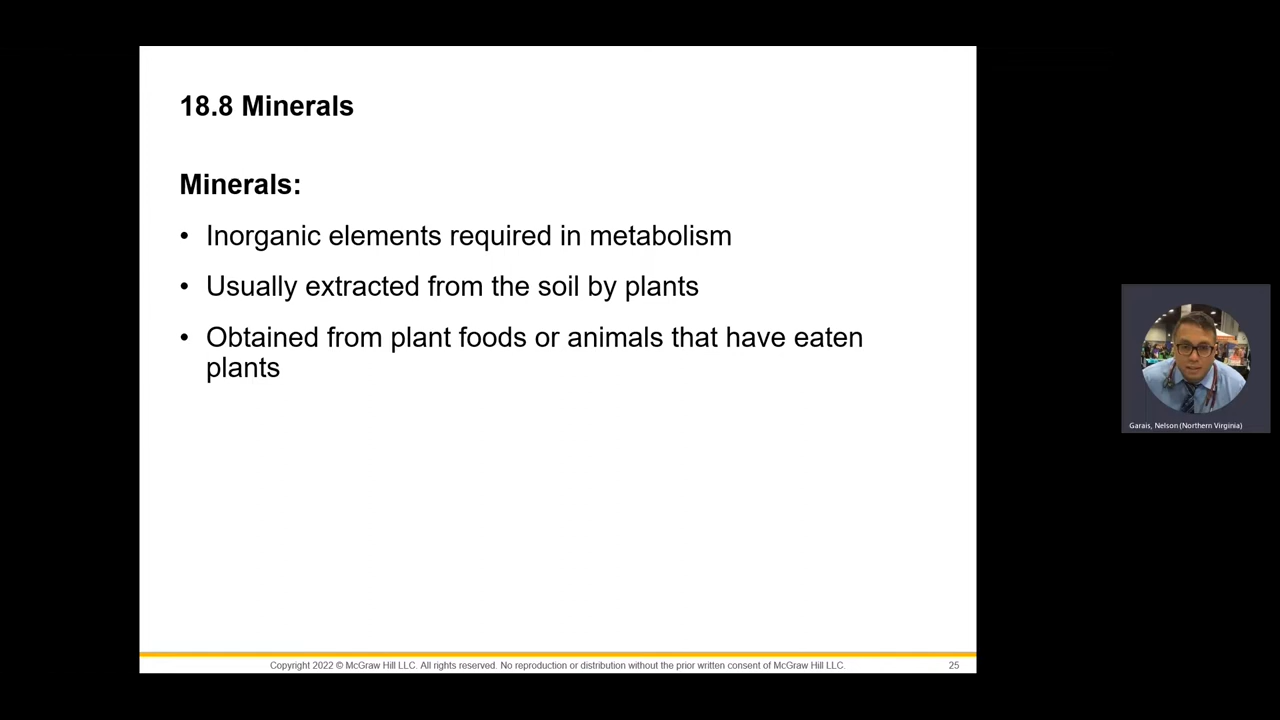 18.8 Minerals
Minerals:
• Inorganic elements required in metabolism
• Usually extracted from the soil by plants
• Obtained from plant foods or animals that have eaten
plants
Garais, Nelson (Northern Virginia)
Copyright 2022 © McGraw Hill LLC. All rights reserved. No reproduction or distribution without the prior written consent of McGraw Hill LLC.
25